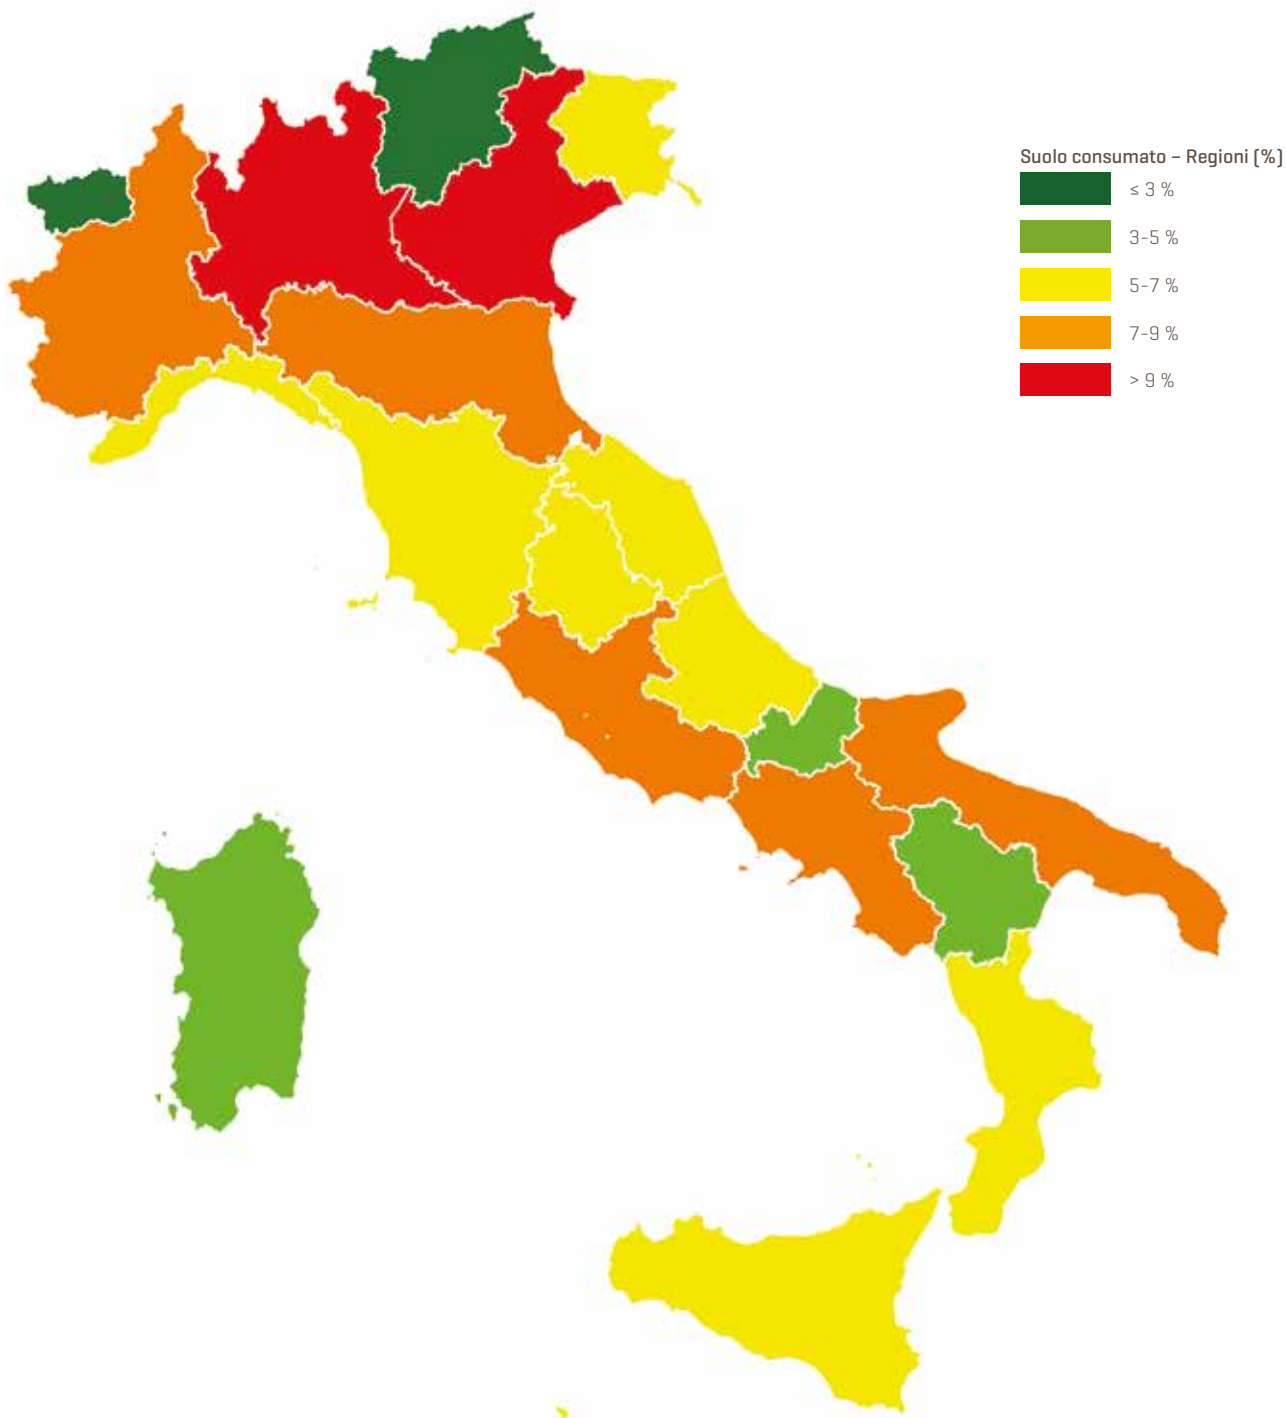 Suolo consumato – Regioni (%)
≤ 3 %
3-5 %
5-7 %
7-9 %
> 9 %